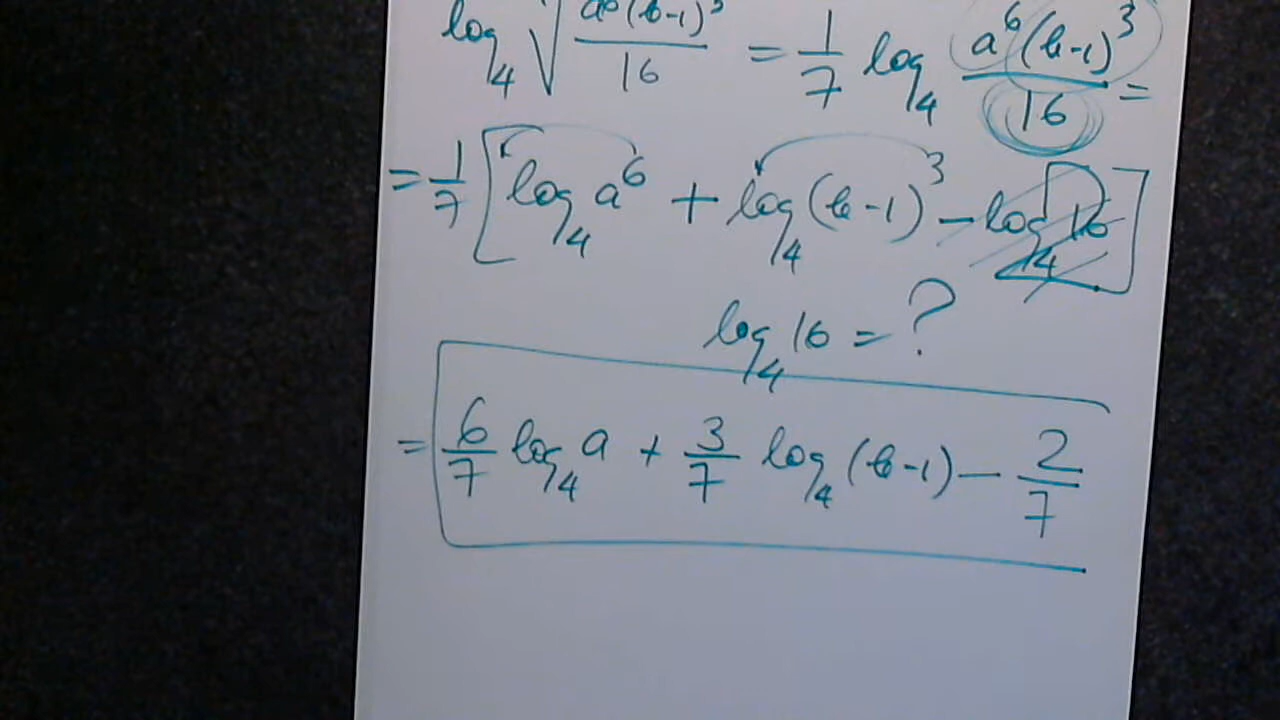 log₄ √ a⁶(b-1)³/16 = 1/7 log₄ a⁶(b-1)³/16 =
= 1/7 [log₄ a⁶ + log₄ (b-1)³ - log₄ 16]
log₄ 16 = ?
= 6/7 log₄ a + 3/7 log₄ (b-1) - 2/7